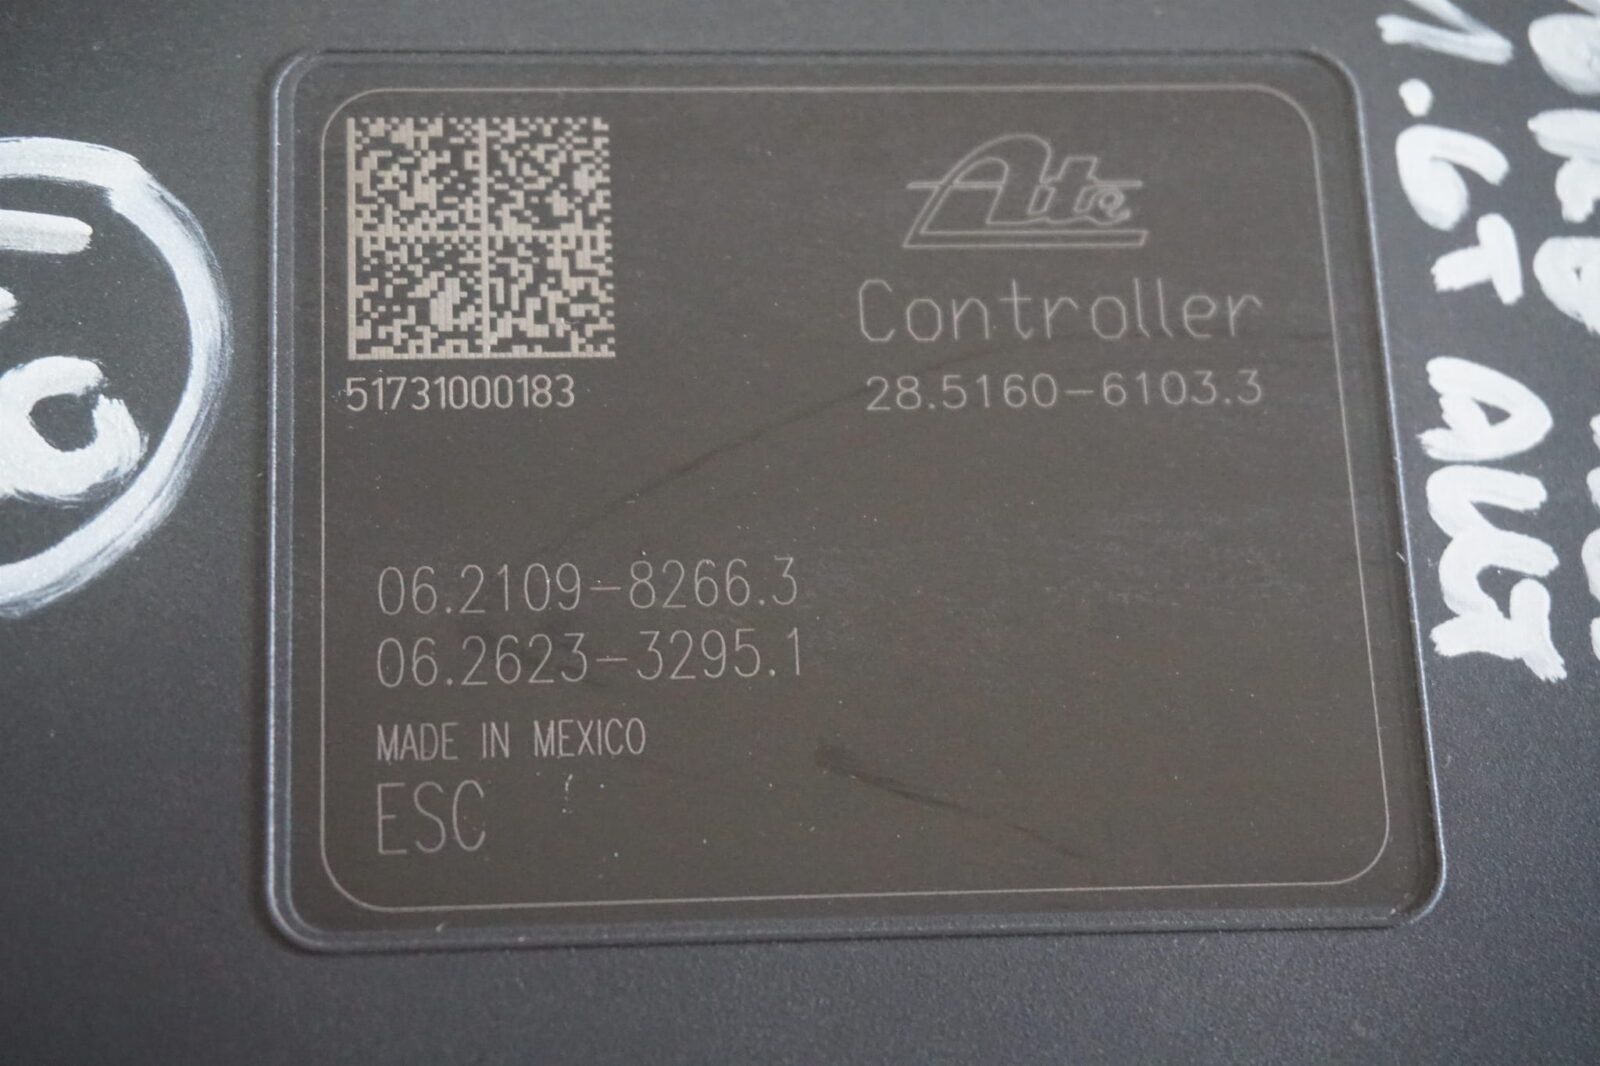 Ate
Controller
28.5160-6103.3
51731000183
06.2109-8266.3
06.2623-3295.1
MADE IN MEXICO
ESC
1.6T AUT